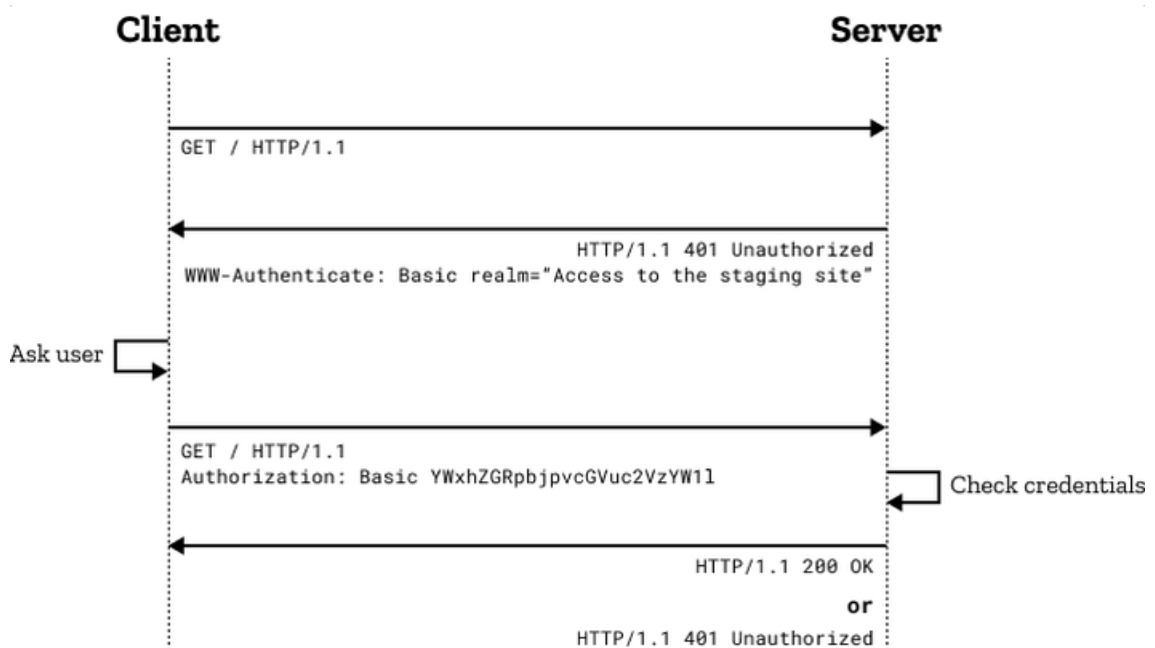 Client
Server
GET / HTTP/1.1
HTTP/1.1 401 Unauthorized
WWW-Authenticate: Basic realm="Access to the staging site"
Ask user
GET / HTTP/1.1
Authorization: Basic YWxhZGRpbjpvcGVuc2VzYW1l
Check credentials
HTTP/1.1 200 OK
or
HTTP/1.1 401 Unauthorized